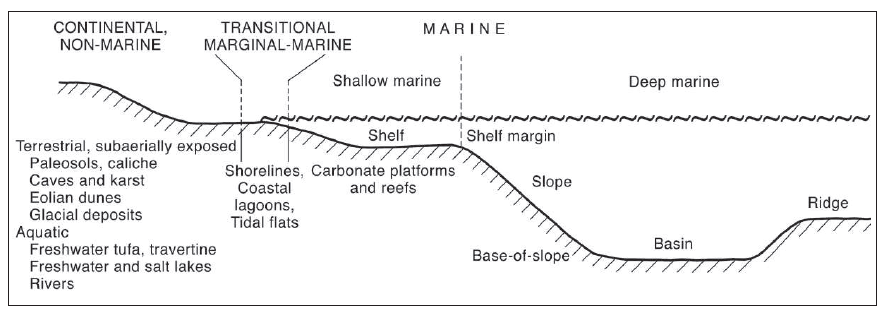 CONTINENTAL,
NON-MARINE
TRANSITIONAL
MARGINAL-MARINE
MARINE
Shallow marine
Deep marine
Shelf
Shelf margin
Terrestrial, subaerially exposed
Paleosols, caliche
Caves and karst
Eolian dunes
Glacial deposits
Aquatic
Freshwater tufa, travertine
Freshwater and salt lakes
Rivers
Shorelines,
Coastal
lagoons,
Tidal flats
Carbonate platforms
and reefs
Slope
Base-of-slope
Basin
Ridge